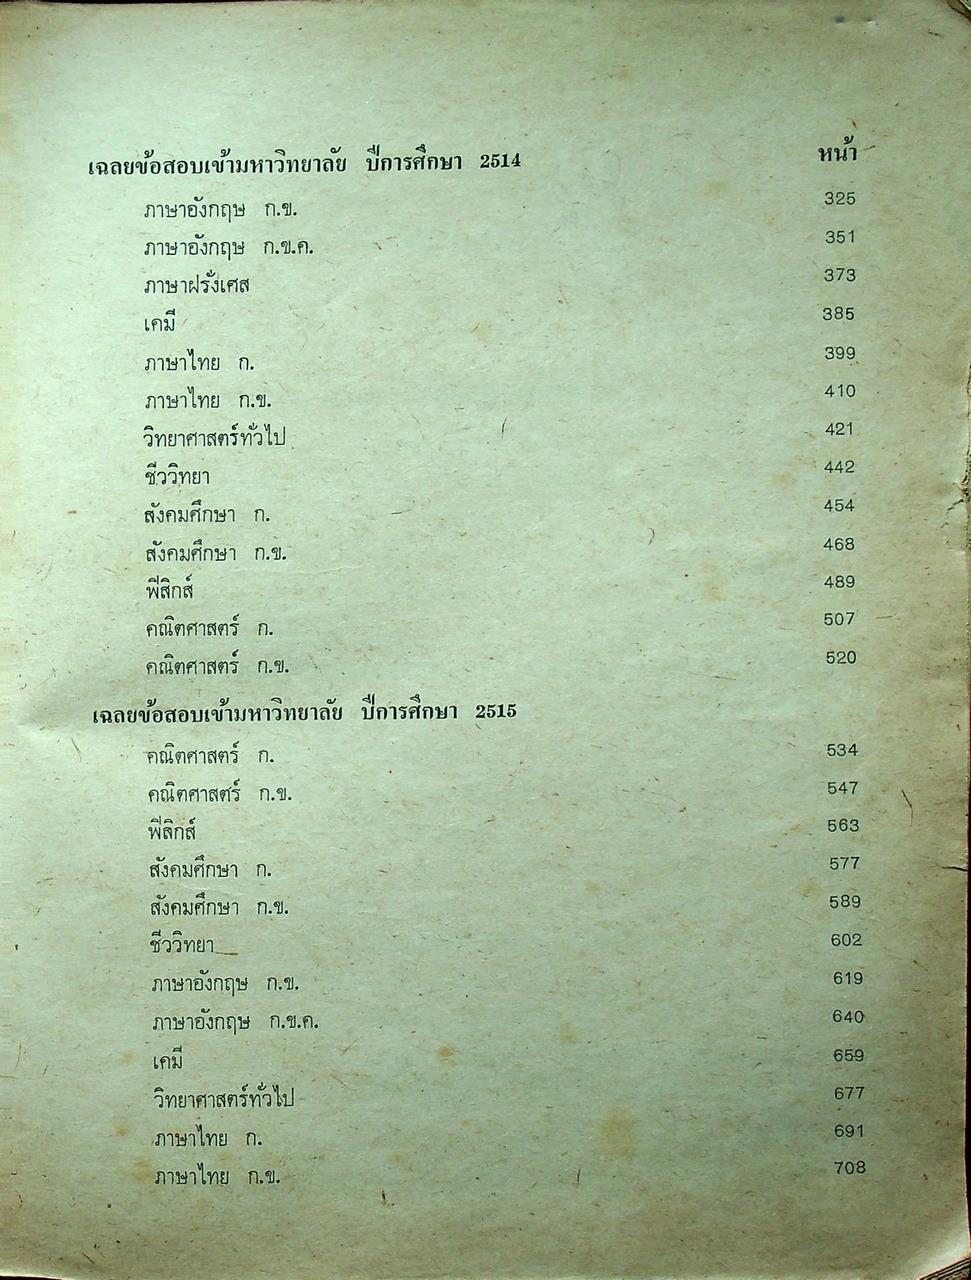 หน้า
เฉลยข้อสอบเข้ามหาวิทยาลัย ปีการศึกษา 2514
ภาษาอังกฤษ ก.ข. 325
ภาษาอังกฤษ ก.ข.ค. 351
ภาษาฝรั่งเศส 373
เคมี 385
ภาษาไทย ก. 399
ภาษาไทย ก.ข. 410
วิทยาศาสตร์ทั่วไป 421
ชีววิทยา 442
สังคมศึกษา ก. 454
สังคมศึกษา ก.ข. 468
ฟิสิกส์ 489
คณิตศาสตร์ ก. 507
คณิตศาสตร์ ก.ข. 520
เฉลยข้อสอบเข้ามหาวิทยาลัย ปีการศึกษา 2515
คณิตศาสตร์ ก. 534
คณิตศาสตร์ ก.ข. 547
ฟิสิกส์ 563
สังคมศึกษา ก. 577
สังคมศึกษา ก.ข. 589
ชีววิทยา 602
ภาษาอังกฤษ ก.ข. 619
ภาษาอังกฤษ ก.ข.ค. 640
เคมี 659
วิทยาศาสตร์ทั่วไป 677
ภาษาไทย ก. 691
ภาษาไทย ก.ข. 708